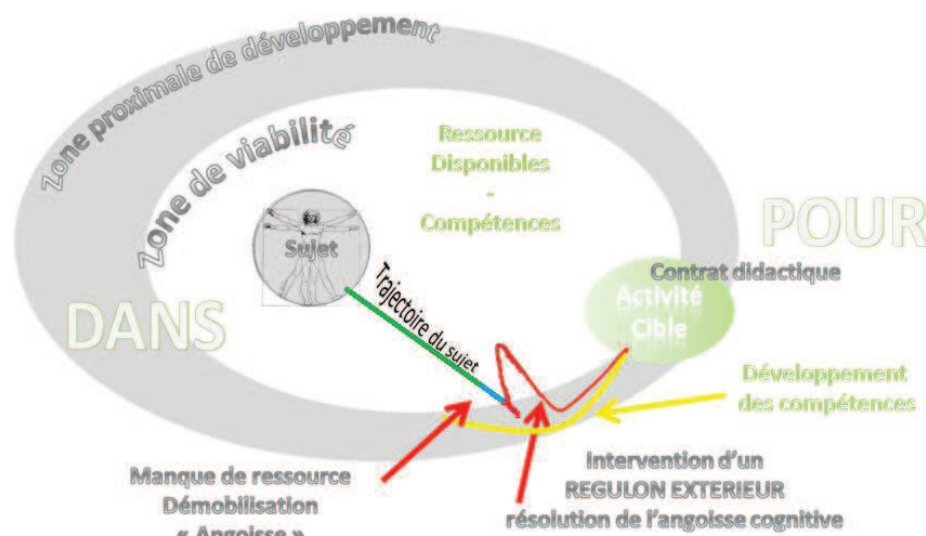 Zone proximale de développement
Zone de viabilité
Ressource
Disponibles
-
Compétences
Sujet
POUR
Contrat didactique
Activité
Cible
DANS
Trajectoire du sujet
Développement
des compétences
Manque de ressource
Démobilisation
« Angoisse »
Intervention d'un
REGULON EXTERIEUR
résolution de l'angoisse cognitive